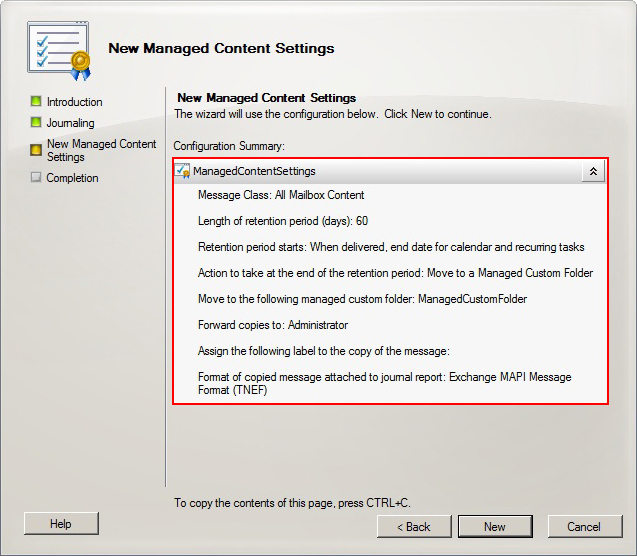 New Managed Content Settings
Introduction
Journaling
New Managed Content
Settings
Completion
New Managed Content Settings
The wizard will use the configuration below. Click New to continue.
Configuration Summary:
ManagedContentSettings
Message Class: All Mailbox Content
Length of retention period (days): 60
Retention period starts: When delivered, end date for calendar and recurring tasks
Action to take at the end of the retention period: Move to a Managed Custom Folder
Move to the following managed custom folder: ManagedCustomFolder
Forward copies to: Administrator
Assign the following label to the copy of the message:
Format of copied message attached to journal report: Exchange MAPI Message
Format (TNEF)
To copy the contents of this page, press CTRL+C.
Help
< Back
New
Cancel